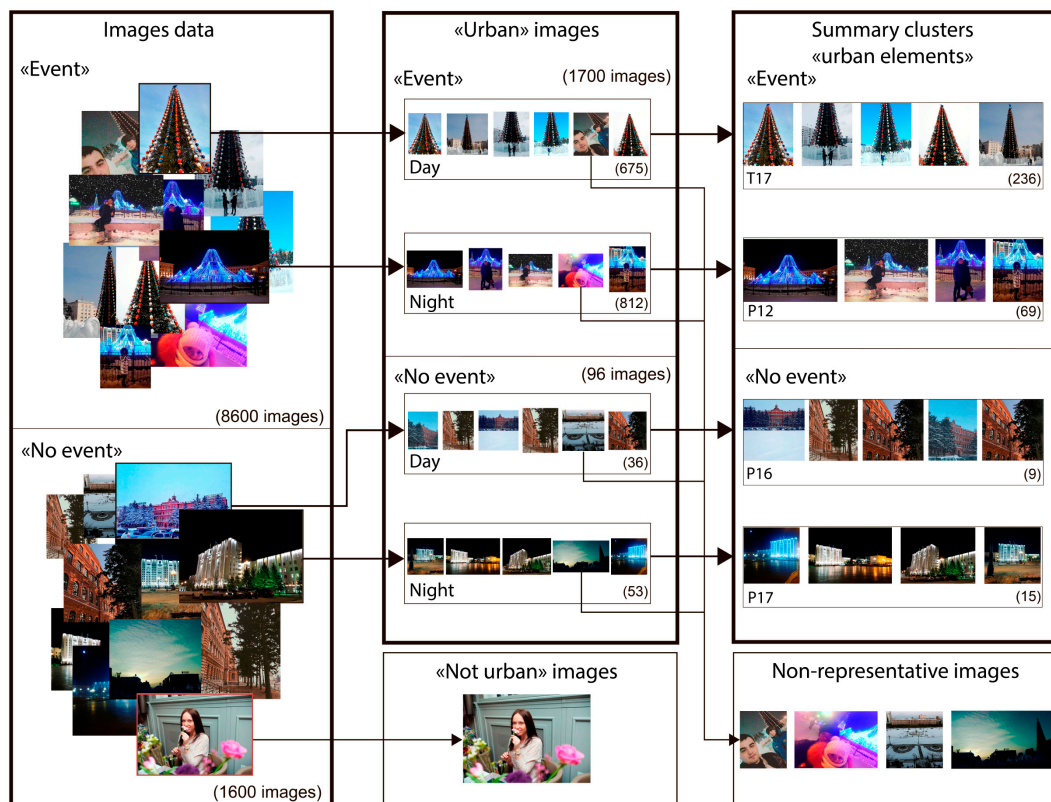 Images data
«Event»
(8600 images)
«No event»
(1600 images)
«Urban» images
«Event»
(1700 images)
Day
(675)
Night
(812)
«No event»
(96 images)
Day
(36)
Night
(53)
«Not urban» images
Summary clusters
«urban elements»
«Event»
T17
(236)
P12
(69)
«No event»
P16
(9)
P17
(15)
Non-representative images